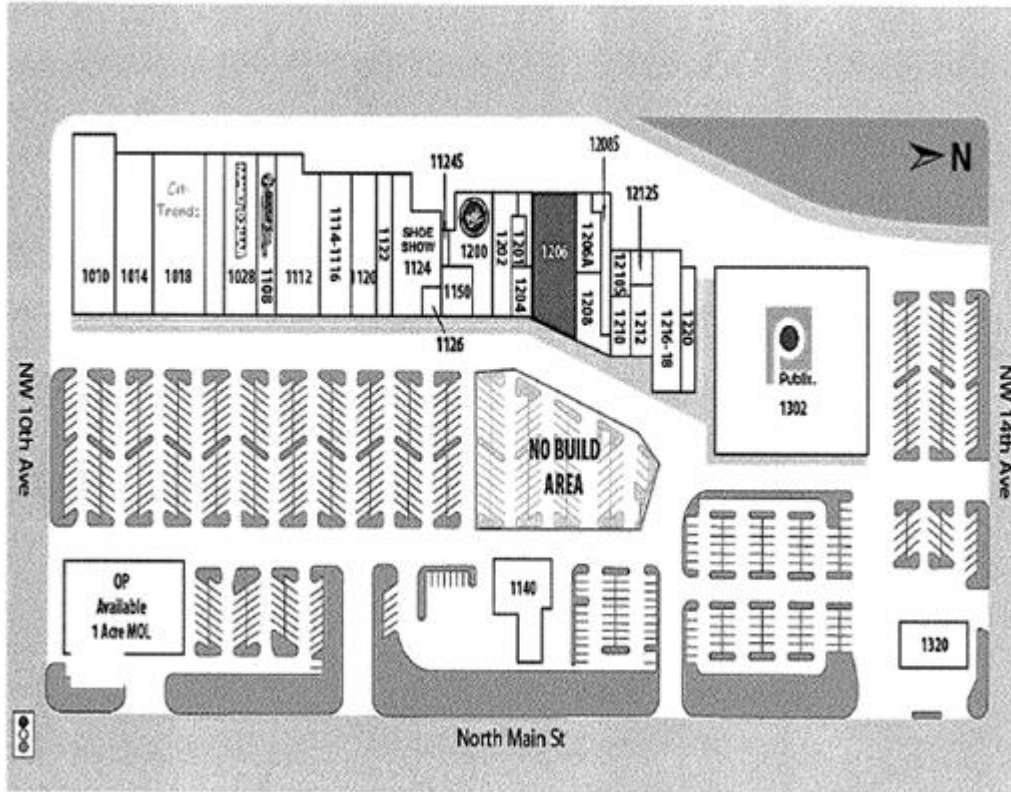 N
1208S
1124S
1212S
Citi
Trends
1114-1116
1122
SHOE
SHOW
1124
1200
1202
1201
1206
1206A
1210S
1010
1014
1018
1028
1108
1112
1120
1150
1204
1208
1210
1212
1216-18
1220
1126
Publix.
1302
NW 10th Ave
NW 14th Ave
NO BUILD
AREA
OP
Available
1 Acre MOL
1140
1320
North Main St